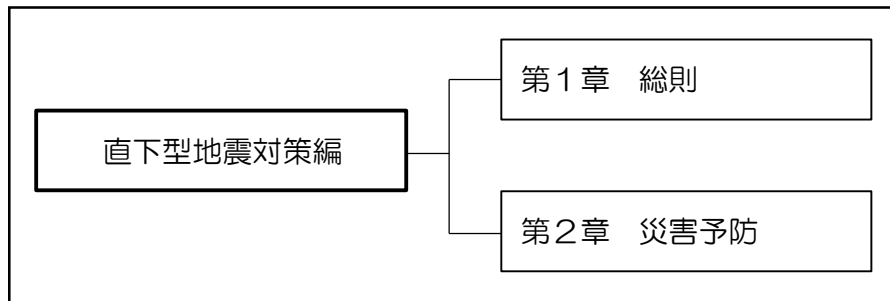 第１章　総則
直下型地震対策編
第２章　災害予防